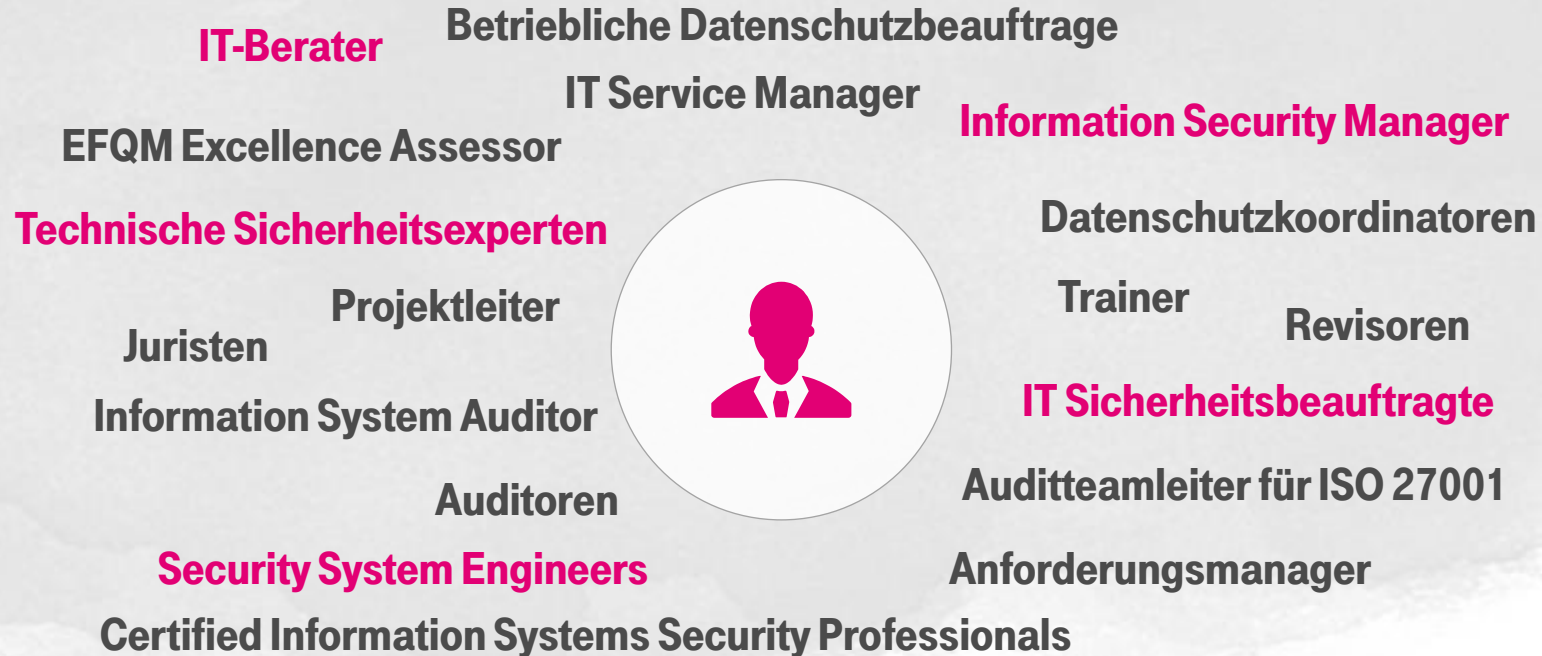 Betriebliche Datenschutzbeauftrage
IT-Berater
IT Service Manager
Information Security Manager
EFQM Excellence Assessor
Datenschutzkoordinatoren
Technische Sicherheitsexperten
Trainer
Projektleiter
Revisoren
Juristen
IT Sicherheitsbeauftragte
Information System Auditor
Auditteamleiter für ISO 27001
Auditoren
Security System Engineers
Anforderungsmanager
Certified Information Systems Security Professionals